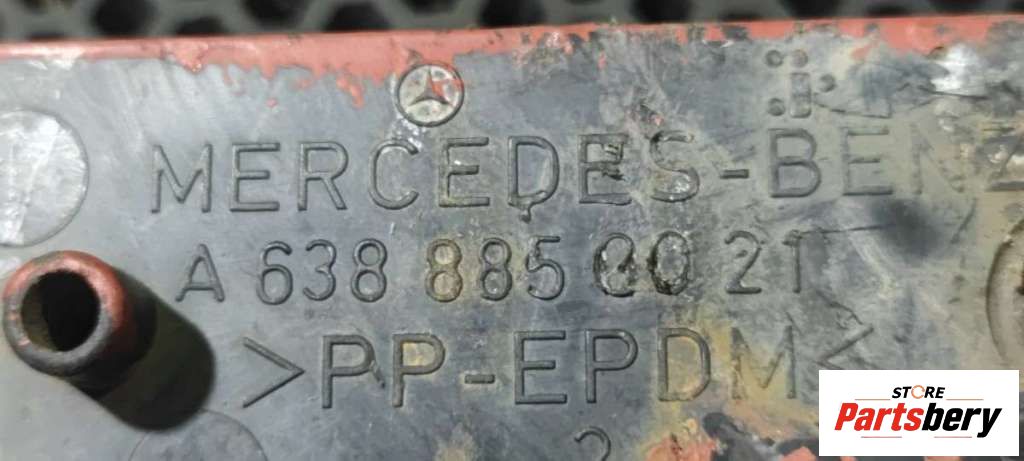 MERCEDES-BENZ
A 638 885 00 21
>PP-EPDM<
2
STORE
Partsbery